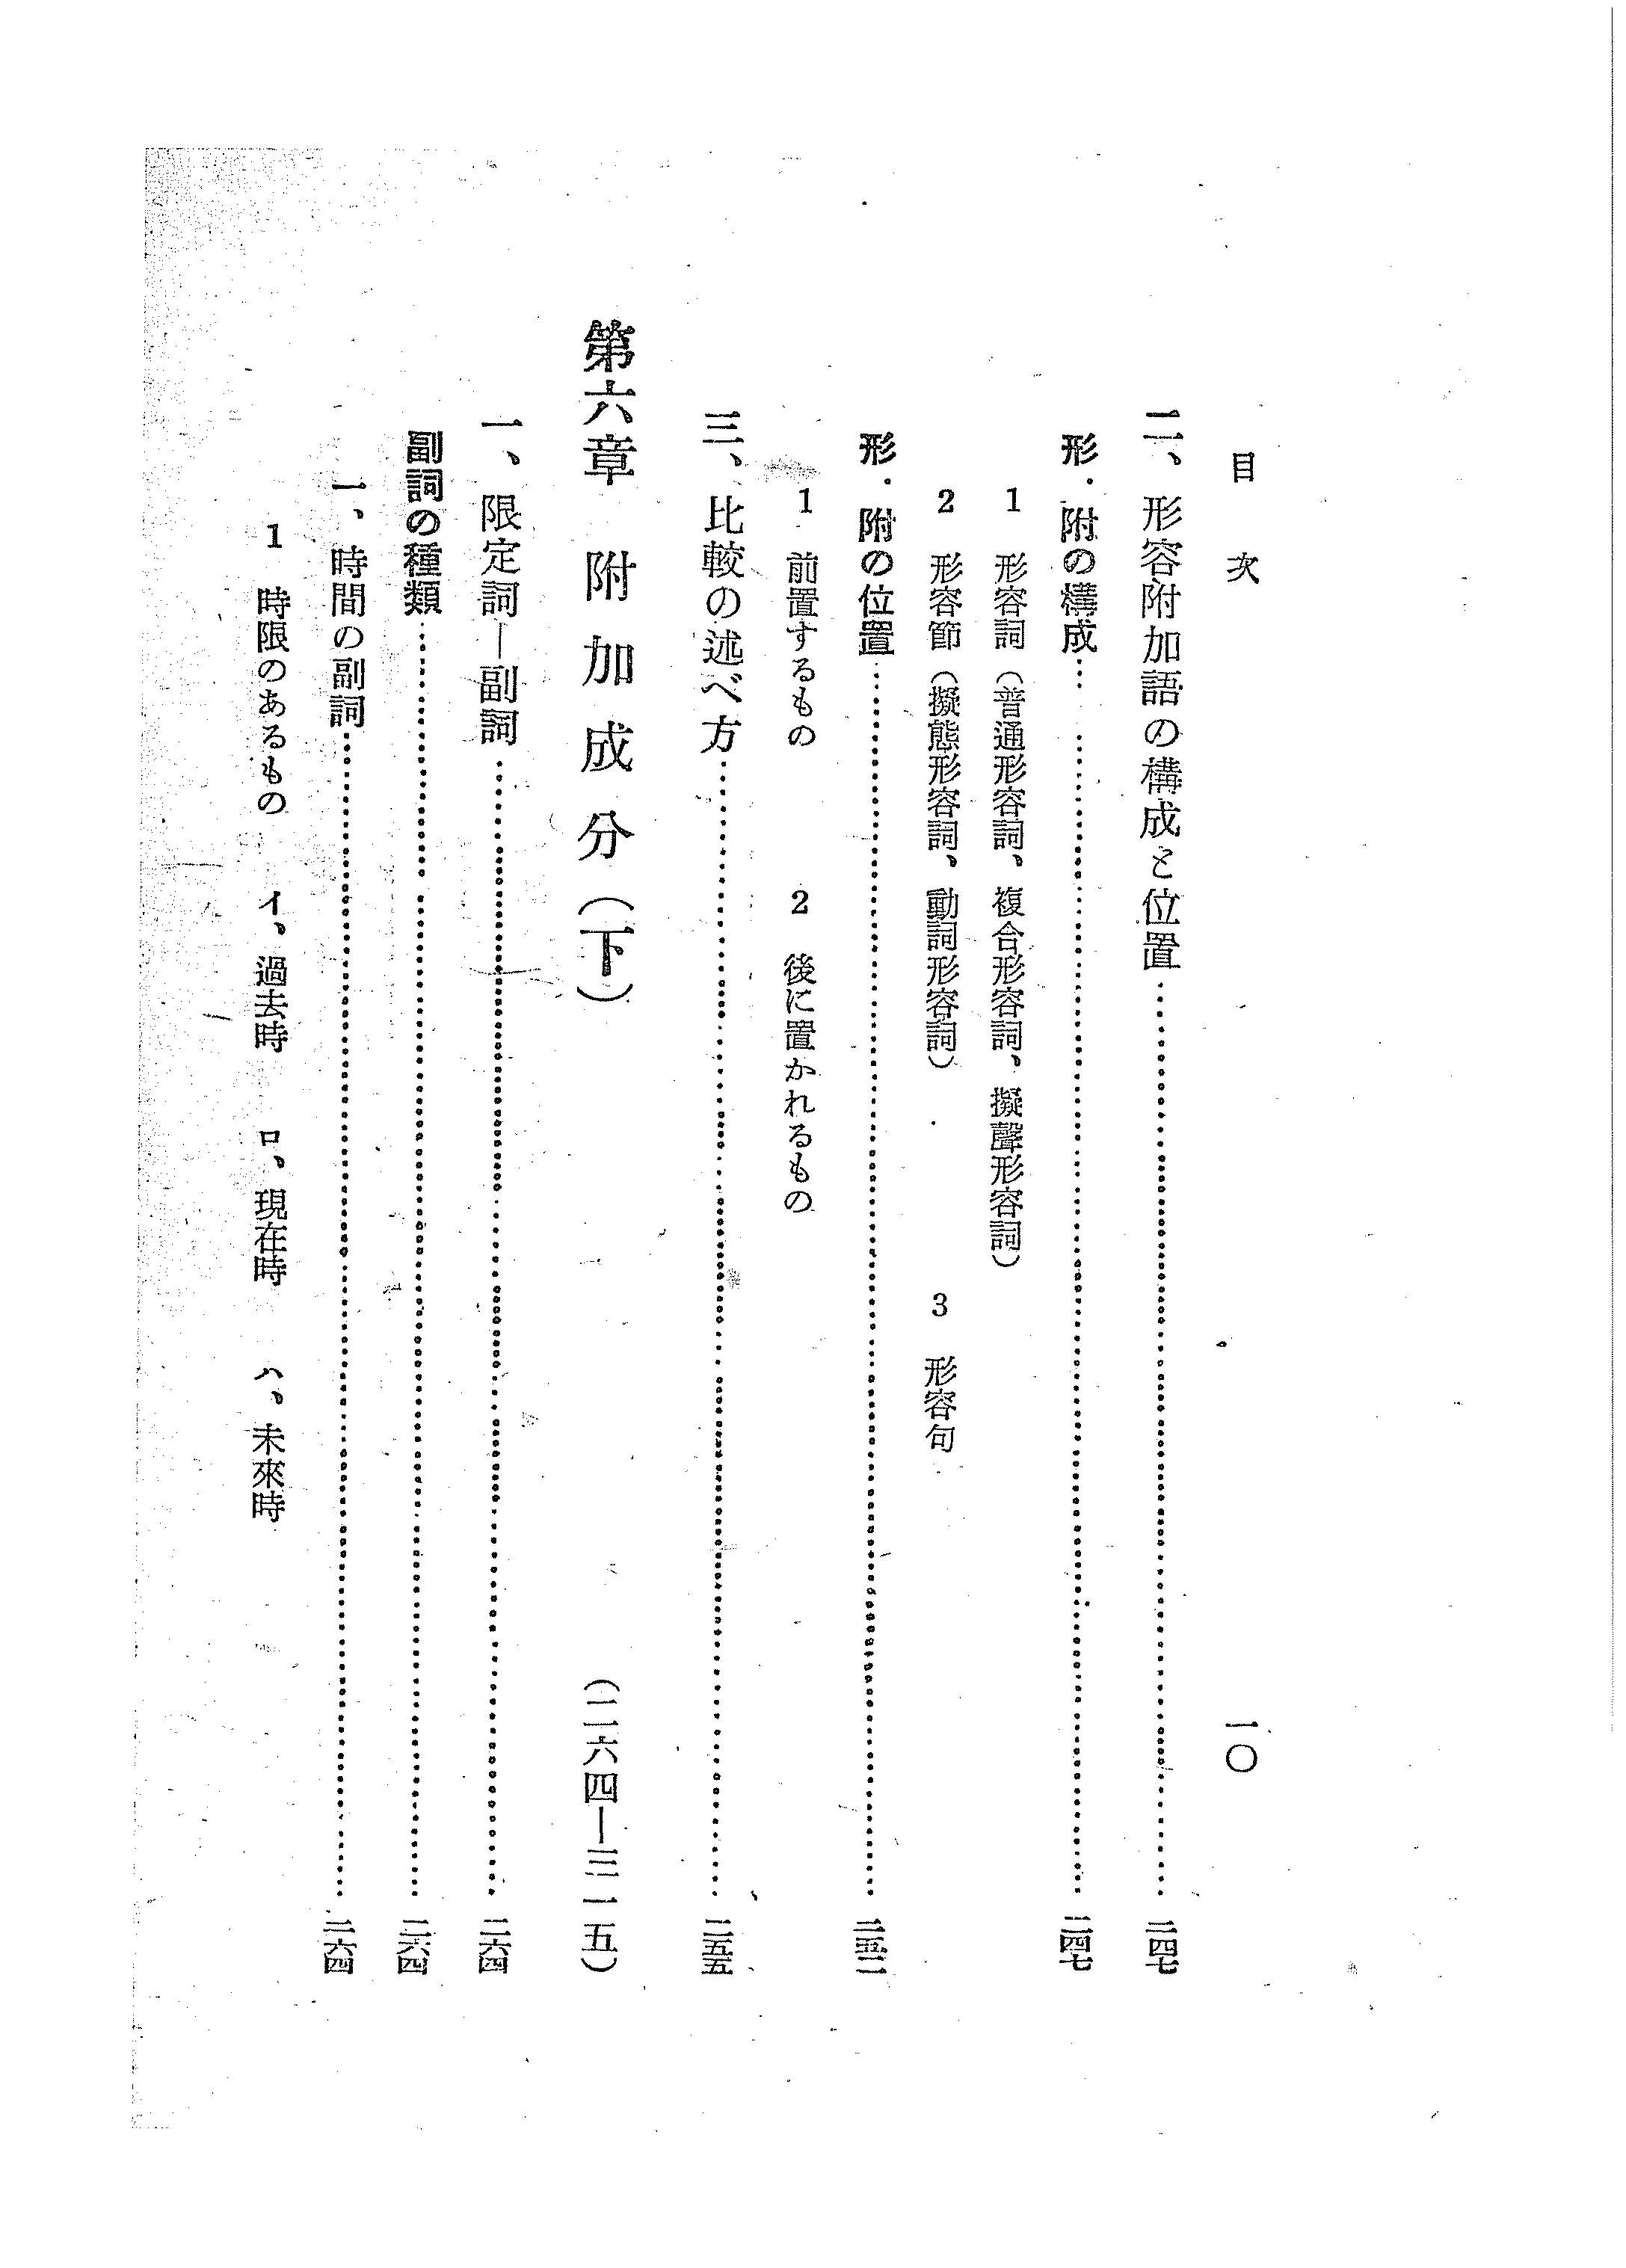 目次　一〇
二、形容附加語の構成と位置……二四七
形・附の構成……二四七
1　形容詞（普通形容詞、複合形容詞、擬聲形容詞）
2　形容節（擬態形容詞、動詞形容詞）　3　形容句
形・附の位置……二五二
1　前置するもの　2　後に置かれるもの
三、比較の述べ方……二五五
第六章　附加成分（下）　（二六四―三一五）
一、限定詞―副詞……二六四
副詞の種類……二六四
一、時間の副詞……二六四
1　時限のあるもの　イ、過去時　ロ、現在時　ハ、未來時